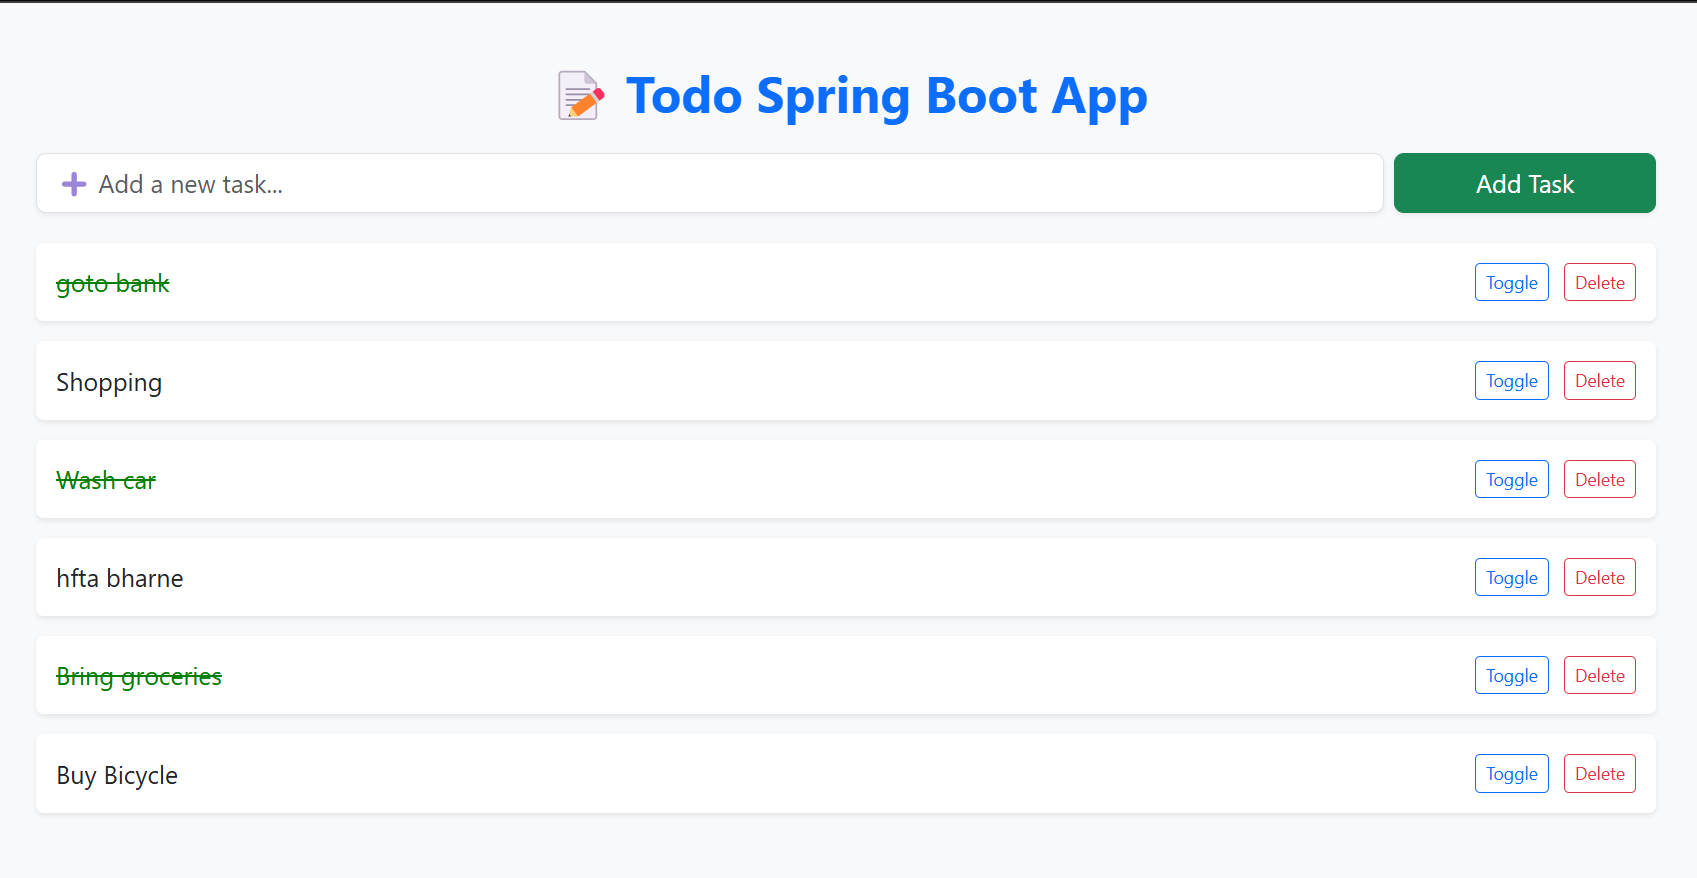 📝 Todo Spring Boot App
➕ Add a new task...
Add Task
goto bank Toggle Delete
Shopping Toggle Delete
Wash car Toggle Delete
hfta bharne Toggle Delete
Bring groceries Toggle Delete
Buy Bicycle Toggle Delete